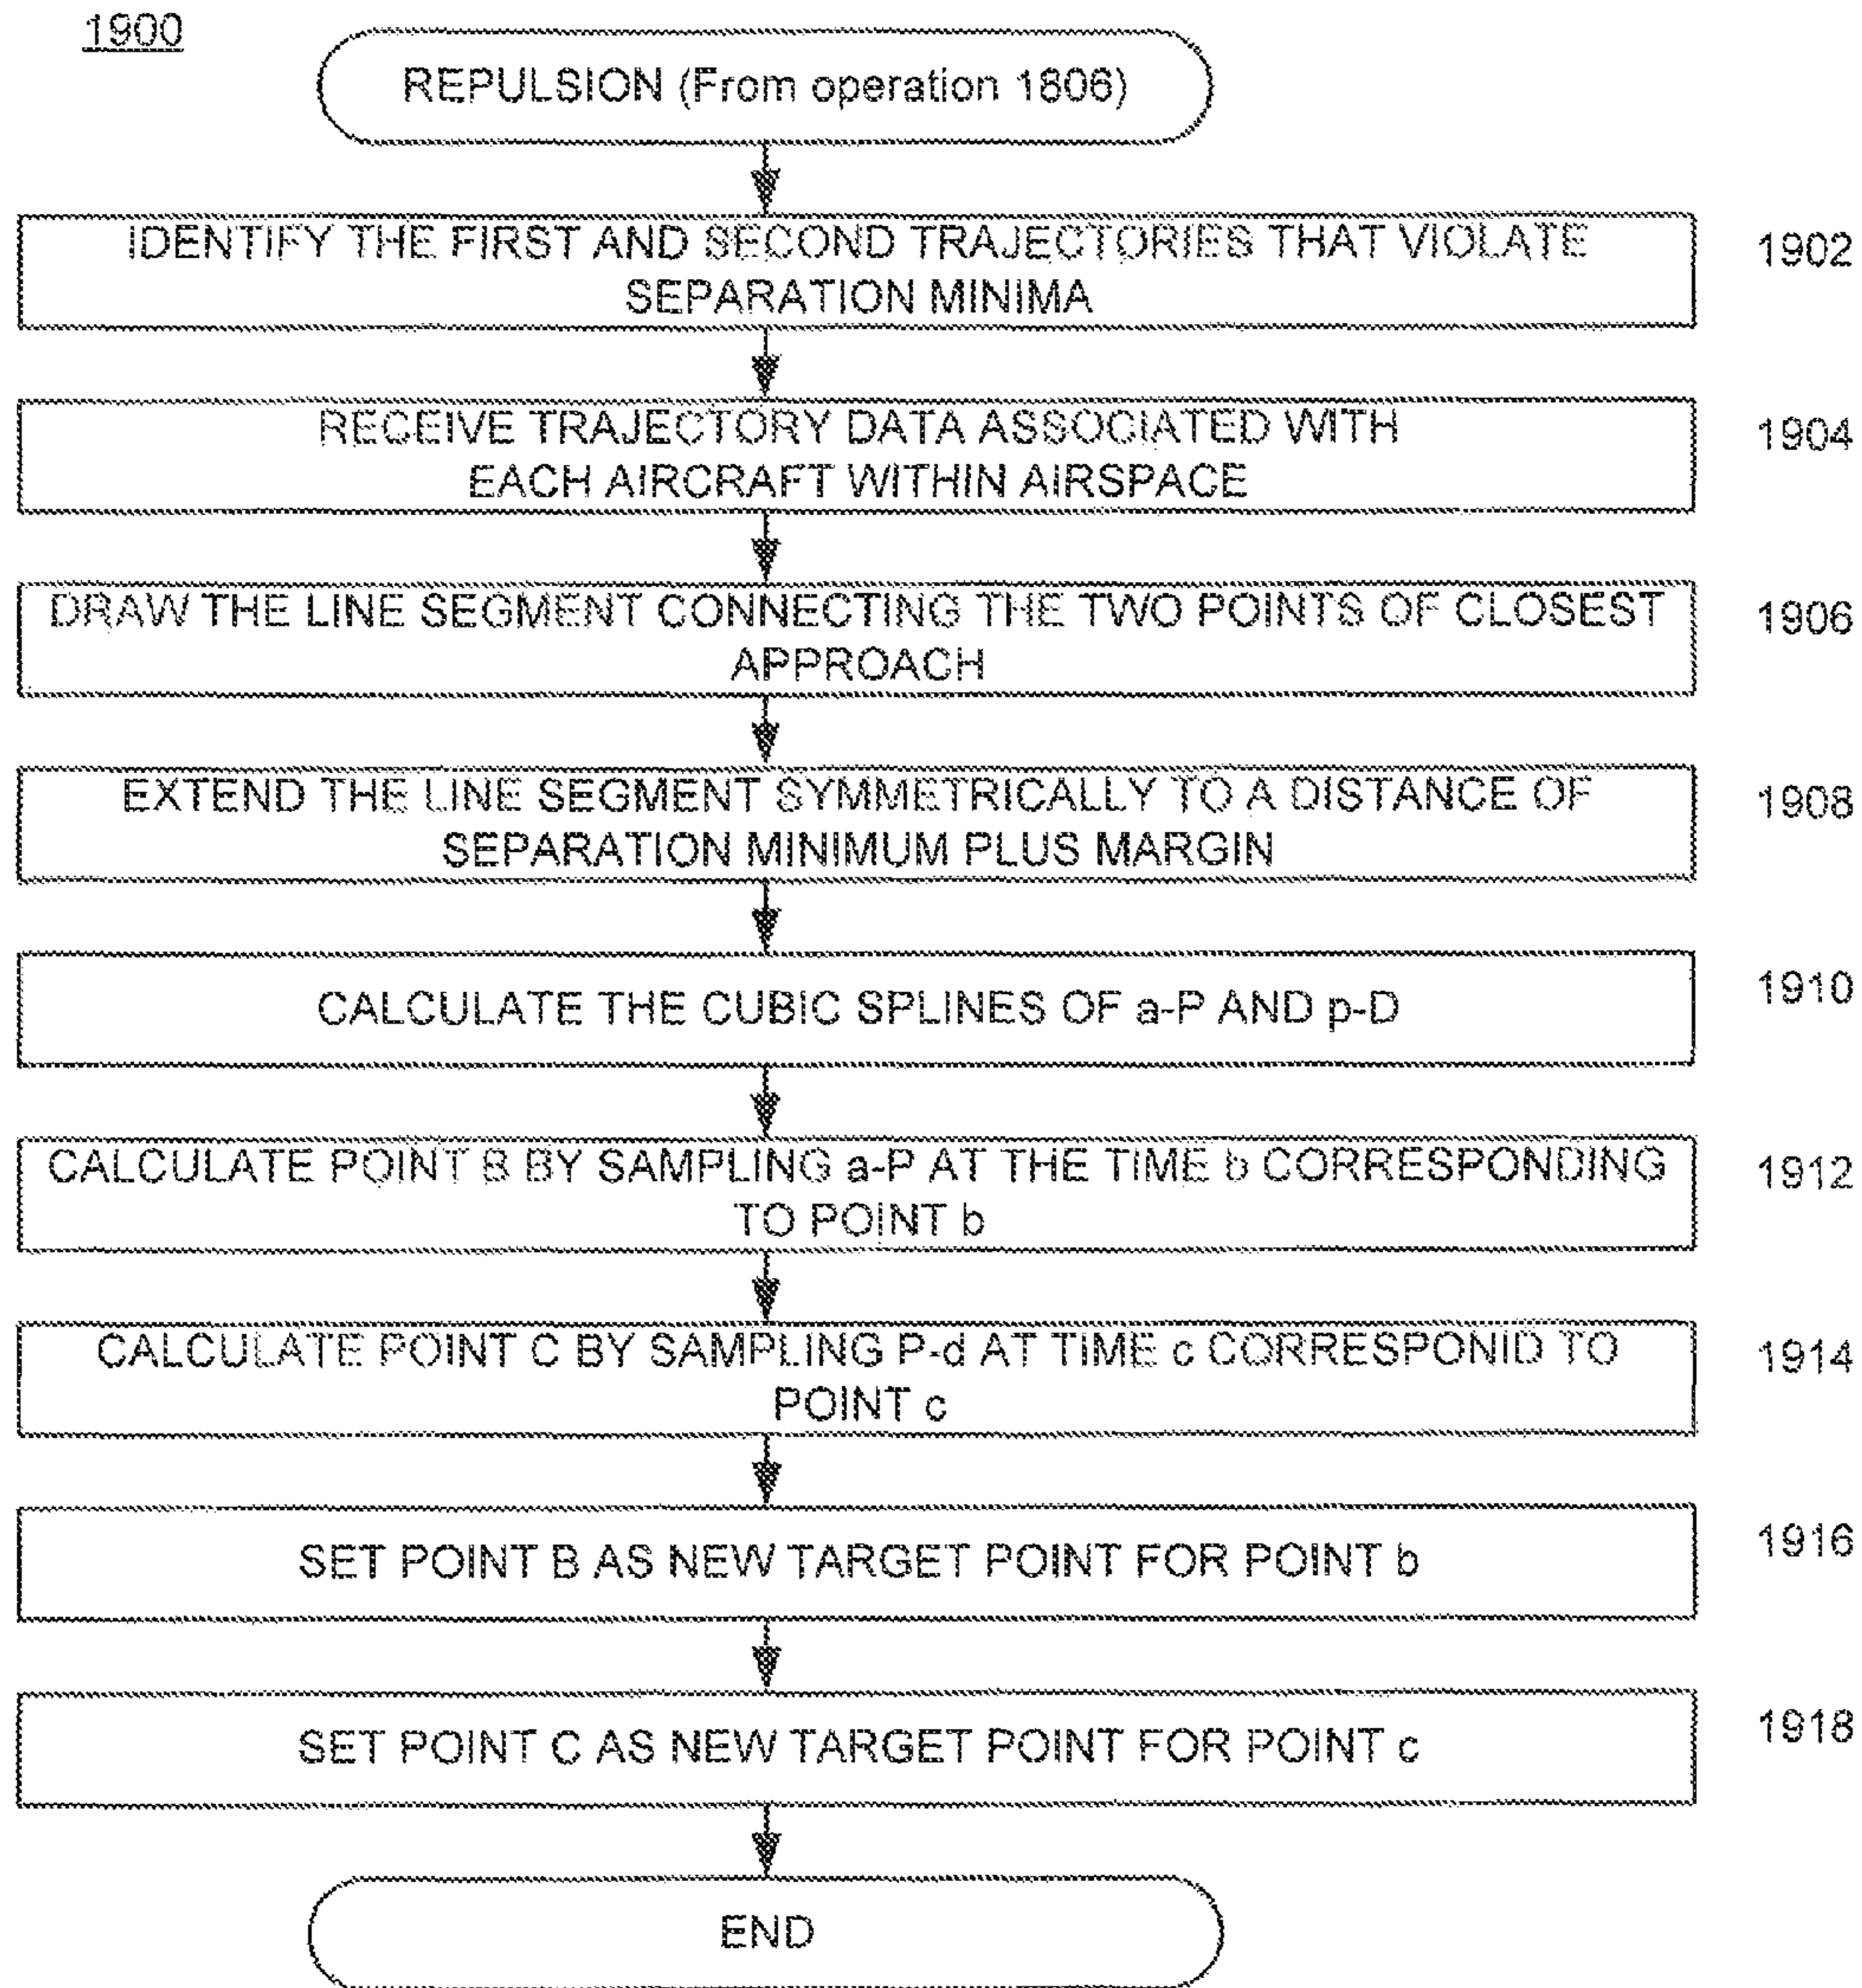 1900
REPULSION (From operation 1806)
IDENTIFY THE FIRST AND SECOND TRAJECTORIES THAT VIOLATE
SEPARATION MINIMA
1902
RECEIVE TRAJECTORY DATA ASSOCIATED WITH
EACH AIRCRAFT WITHIN AIRSPACE
1904
DRAW THE LINE SEGMENT CONNECTING THE TWO POINTS OF CLOSEST
APPROACH
1906
EXTEND THE LINE SEGMENT SYMMETRICALLY TO A DISTANCE OF
SEPARATION MINIMUM PLUS MARGIN
1908
CALCULATE THE CUBIC SPLINES OF a-P AND p-D
1910
CALCULATE POINT B BY SAMPLING a-P AT THE TIME b CORRESPONDING
TO POINT b
1912
CALCULATE POINT C BY SAMPLING P-d AT TIME c CORRESPONID TO
POINT c
1914
SET POINT B AS NEW TARGET POINT FOR POINT b
1916
SET POINT C AS NEW TARGET POINT FOR POINT c
1918
END